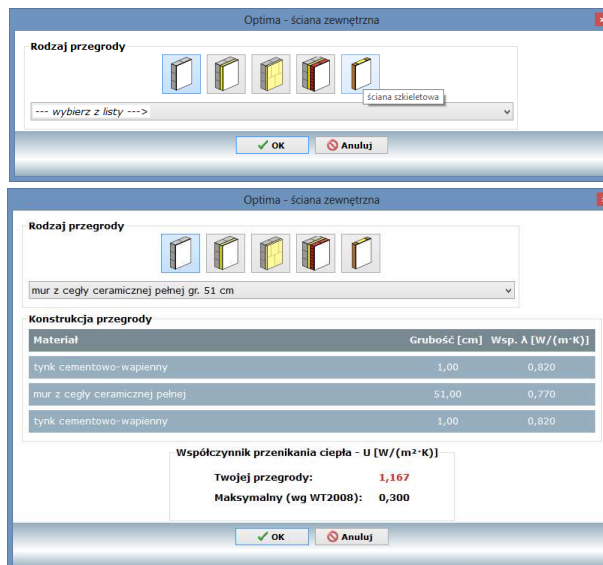 Optima - ściana zewnętrzna
Rodzaj przegrody
ściana szkieletowa
--- wybierz z listy --->
OK Anuluj
Optima - ściana zewnętrzna
Rodzaj przegrody
mur z cegły ceramicznej pełnej gr. 51 cm
Konstrukcja przegrody
Materiał Grubość [cm] Wsp. λ [W/(m·K)]
tynk cementowo-wapienny 1,00 0,820
mur z cegły ceramicznej pełnej 51,00 0,770
tynk cementowo-wapienny 1,00 0,820
Współczynnik przenikania ciepła - U [W/(m²·K)]
Twojej przegrody: 1,167
Maksymalny (wg WT2008): 0,300
OK Anuluj